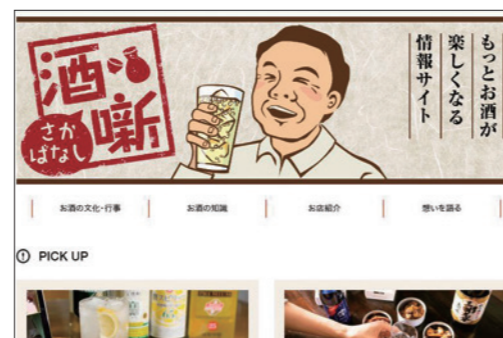 酒噺
さか
ばなし
もっとお酒が
楽しくなる
情報サイト
お酒の文化・行事
お酒の知識
お店紹介
想いを語る
PICK UP